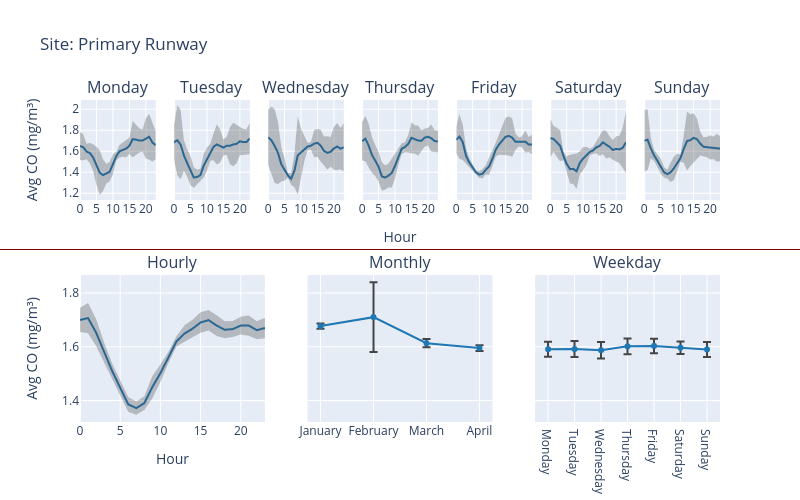 Site: Primary Runway
Monday Tuesday Wednesday Thursday Friday Saturday Sunday
Avg CO (mg/m³)
2
1.8
1.6
1.4
1.2
0 5 10 15 20 0 5 10 15 20 0 5 10 15 20 0 5 10 15 20 0 5 10 15 20 0 5 10 15 20 0 5 10 15 20
Hour
Hourly Monthly Weekday
Avg CO (mg/m³)
1.8
1.6
1.4
0 5 10 15 20 January February March April
Hour
Monday
Tuesday
Wednesday
Thursday
Friday
Saturday
Sunday